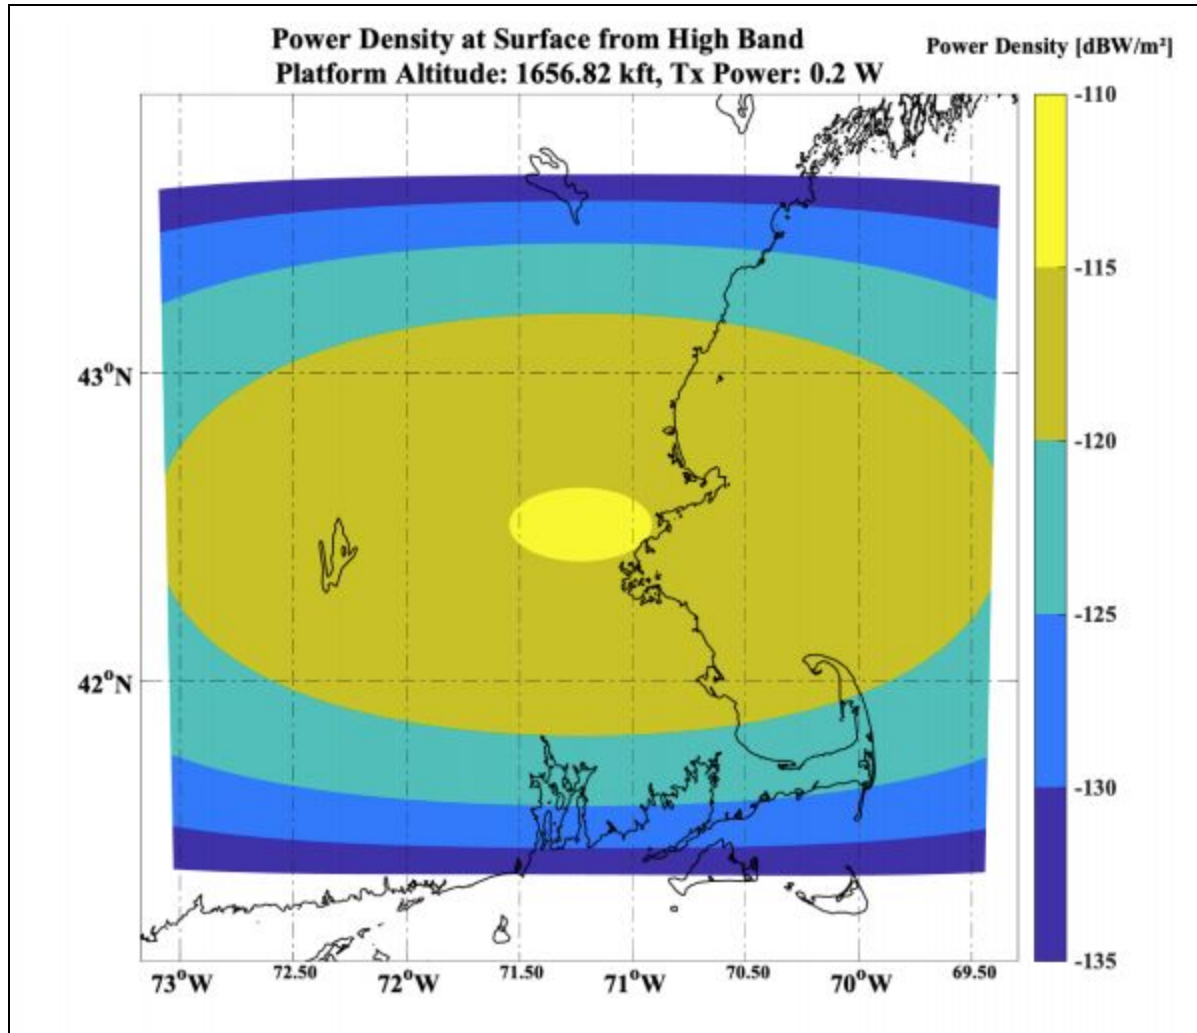 Power Density at Surface from High Band
Platform Altitude: 1656.82 kft, Tx Power: 0.2 W
Power Density [dBW/m²]
-110
-115
-120
-125
-130
-135
43°N
42°N
73°W
72.50
72°W
71.50
71°W
70.50
70°W
69.50